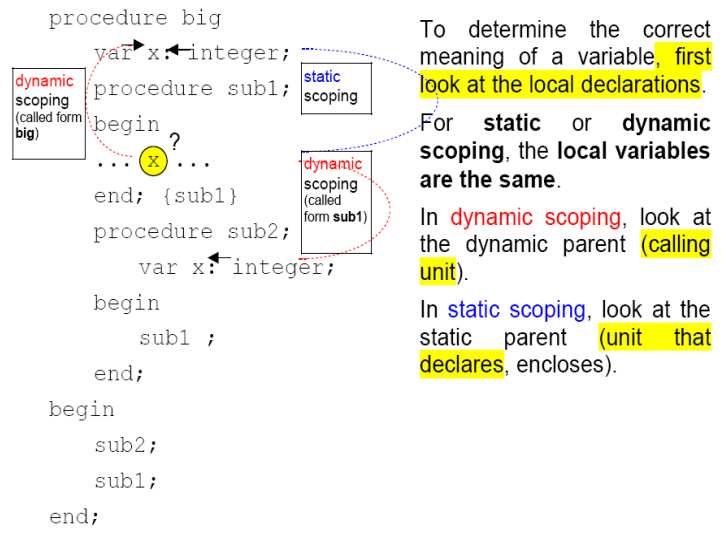 procedure big
var x: integer;
dynamic
scoping
(called form
big)
static
scoping
procedure sub1;
begin
?
... x ...
dynamic
scoping
(called
form sub1)
end; {sub1}
procedure sub2;
var x: integer;
begin
sub1 ;
end;
begin
sub2;
sub1;
end;
To determine the correct
meaning of a variable, first
look at the local declarations.
For static or dynamic
scoping, the local variables
are the same.
In dynamic scoping, look at
the dynamic parent (calling
unit).
In static scoping, look at the
static parent (unit that
declares, encloses).